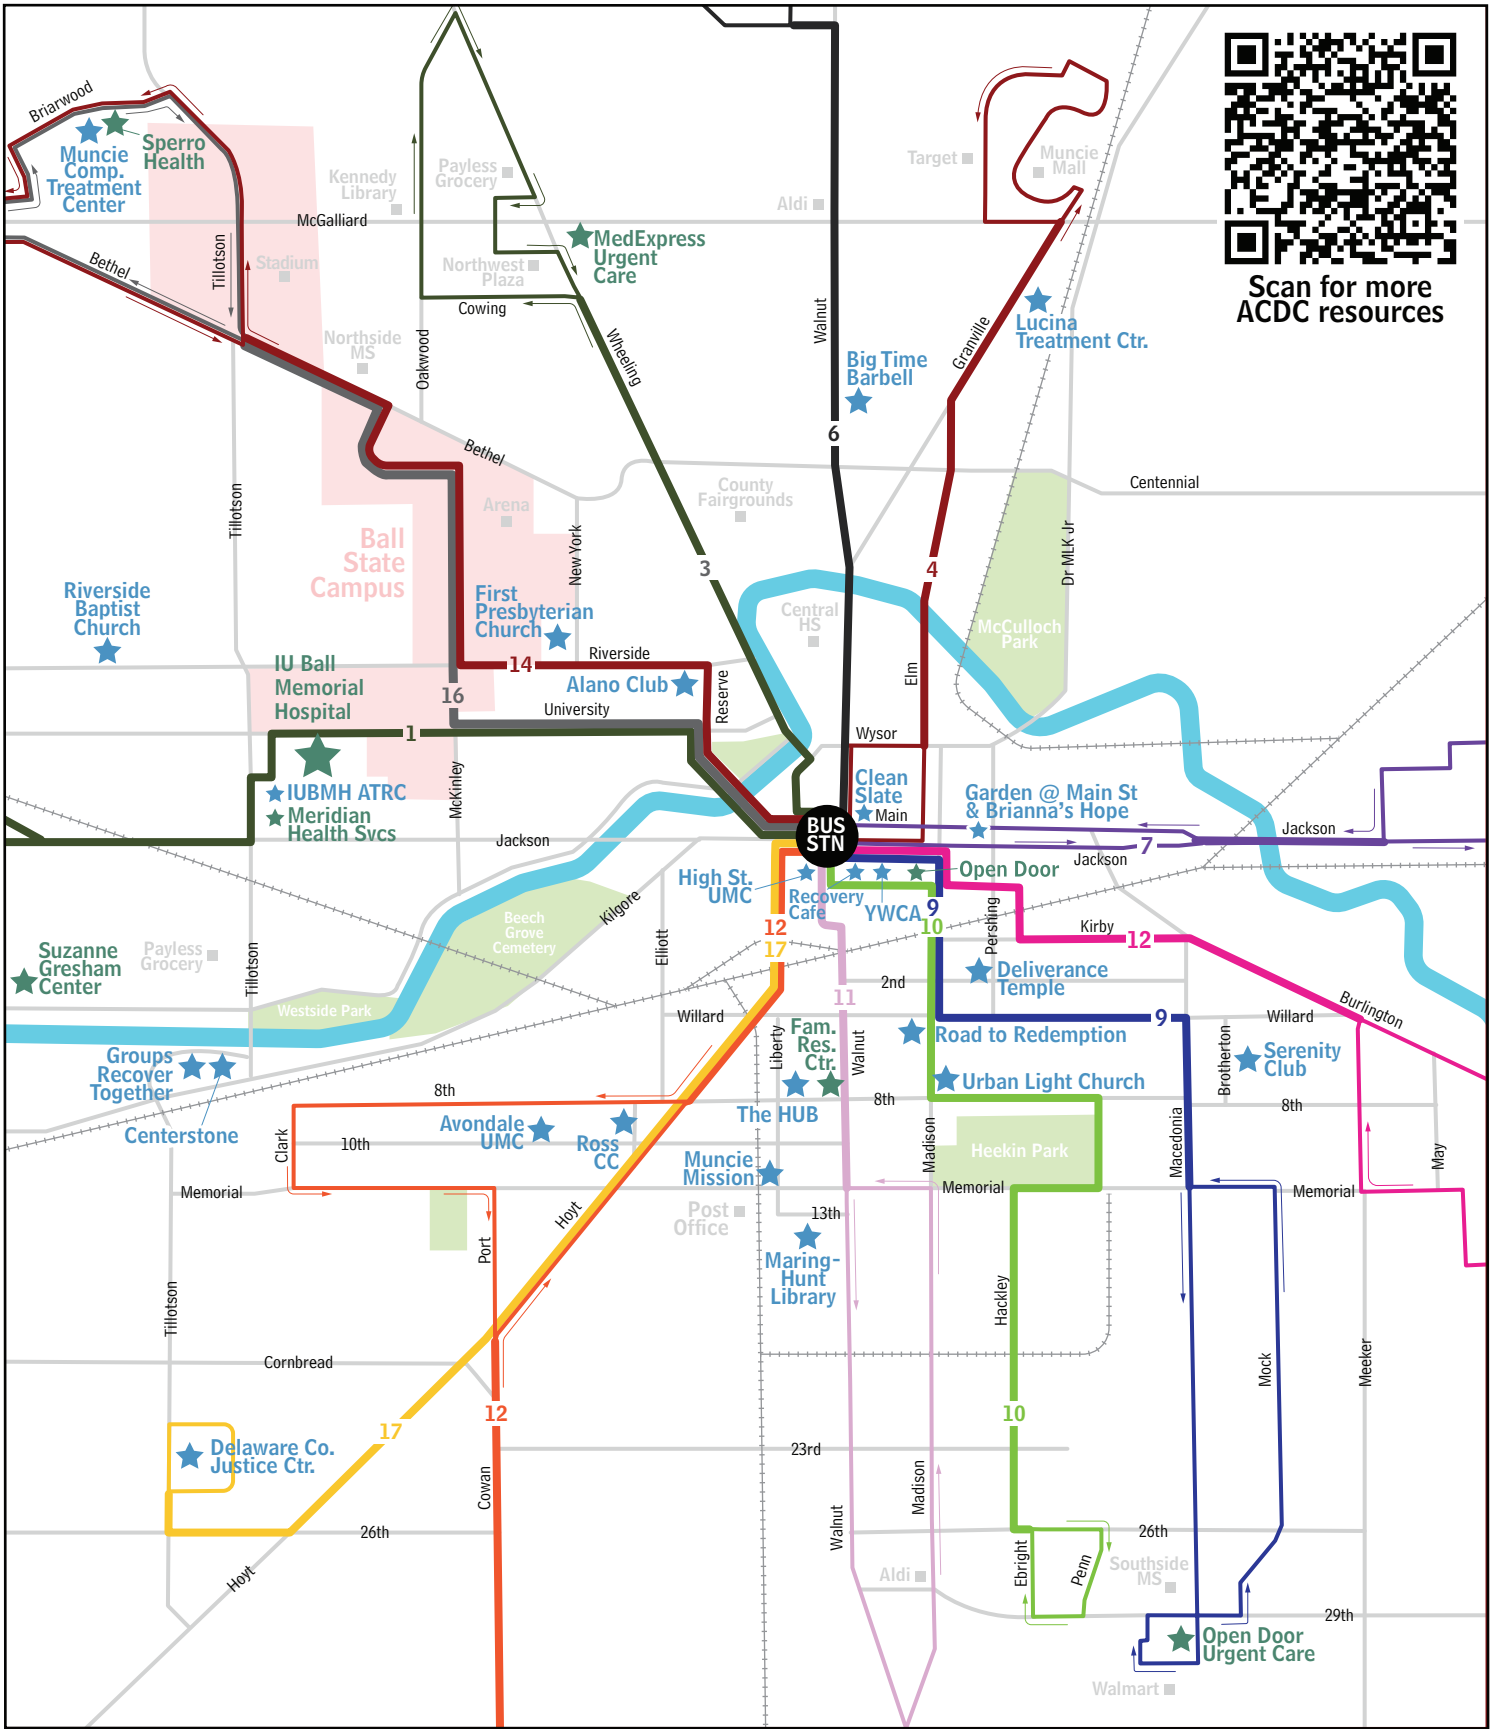 Briarwood
Sperro
Health
Muncie
Comp.
Treatment
Center
Payless
Grocery
Kennedy
Library
McGalliard
Aldi
Target
Muncie
Mall
Scan for more
ACDC resources
Bethel
Tillotson
Stadium
MedExpress
Urgent
Care
Northwest
Plaza
Cowing
Northside
MS
Oakwood
Wheeling
Walnut
Big Time
Barbell
Granville
Lucina
Treatment Ctr.
6
Bethel
Centennial
County
Fairgrounds
Arena
Tillotson
New York
Dr MLK Jr
Ball
State
Campus
3
4
Riverside
Baptist
Church
First
Presbyterian
Church
Central
HS
McCulloch
Park
IU Ball
Memorial
Hospital
14
Riverside
Alano Club
Reserve
Elm
16
University
1
Wysor
IUBMH ATRC
Meridian
Health Svcs
McKinley
Clean
Slate
Main
Garden @ Main St
& Brianna's Hope
BUS
STN
Jackson
Jackson
7
Jackson
High St.
UMC
Recovery
Cafe
YWCA
Open Door
9
10
Beech
Grove
Cemetery
Kilgore
12
17
Pershing
Kirby
12
Suzanne
Gresham
Center
Payless
Grocery
Tillotson
Elliott
Deliverance
Temple
2nd
11
Westside Park
Willard
9
Willard
Burlington
Groups
Recover
Together
Centerstone
Liberty
Fam.
Res.
Ctr.
Walnut
Road to Redemption
Brotherton
Serenity
Club
The HUB
Urban Light Church
8th
8th
8th
Avondale
UMC
Ross
CC
Clark
10th
Madison
Heekin Park
Macedonia
May
Muncie
Mission
Memorial
Memorial
Memorial
Post
Office
13th
Hoyt
Port
Maring-
Hunt
Library
Tillotson
Hackley
Cornbread
Mock
Meeker
12
10
17
Delaware Co.
Justice Ctr.
23rd
Cowan
Madison
Walnut
26th
26th
Hoyt
Aldi
Ebright
Penn
Southside
MS
29th
Open Door
Urgent Care
Walmart